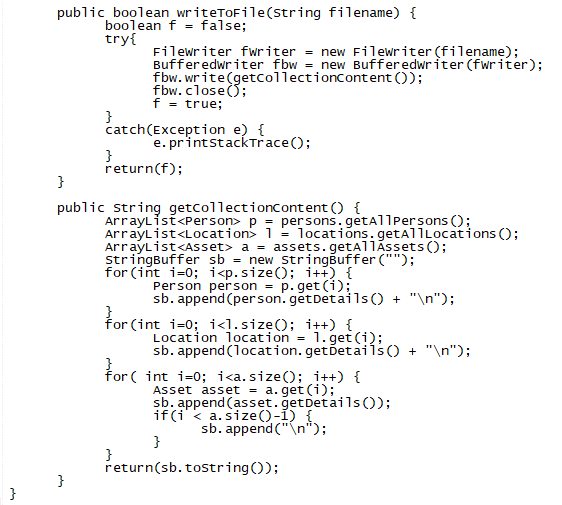 public boolean writeToFile(String filename) {
boolean f = false;
try{
FileWriter fWriter = new FileWriter(filename);
BufferedWriter fbw = new BufferedWriter(fWriter);
fbw.write(getCollectionContent());
fbw.close();
f = true;
}
catch(Exception e) {
e.printStackTrace();
}
return(f);
}
public String getCollectionContent() {
ArrayList<Person> p = persons.getAllPersons();
ArrayList<Location> l = locations.getAllLocations();
ArrayList<Asset> a = assets.getAllAssets();
StringBuffer sb = new StringBuffer("");
for(int i=0; i<p.size(); i++) {
Person person = p.get(i);
sb.append(person.getDetails() + "\n");
}
for(int i=0; i<l.size(); i++) {
Location location = l.get(i);
sb.append(location.getDetails() + "\n");
}
for( int i=0; i<a.size(); i++) {
Asset asset = a.get(i);
sb.append(asset.getDetails());
if(i < a.size()-1) {
sb.append("\n");
}
}
return(sb.toString());
}
}